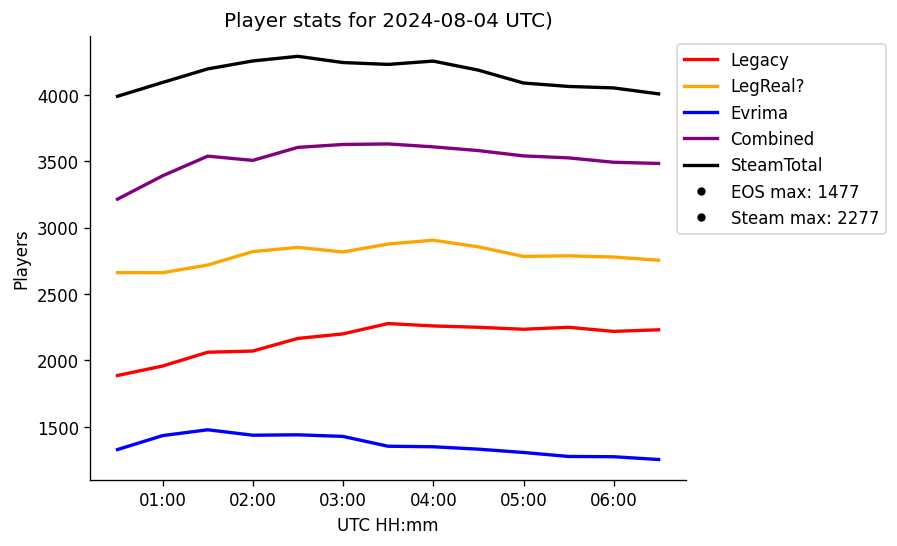 Player stats for 2024-08-04 UTC)
Legacy
LegReal?
Evrima
Combined
SteamTotal
EOS max: 1477
Steam max: 2277
Players
4000
3500
3000
2500
2000
1500
01:00 02:00 03:00 04:00 05:00 06:00
UTC HH:mm